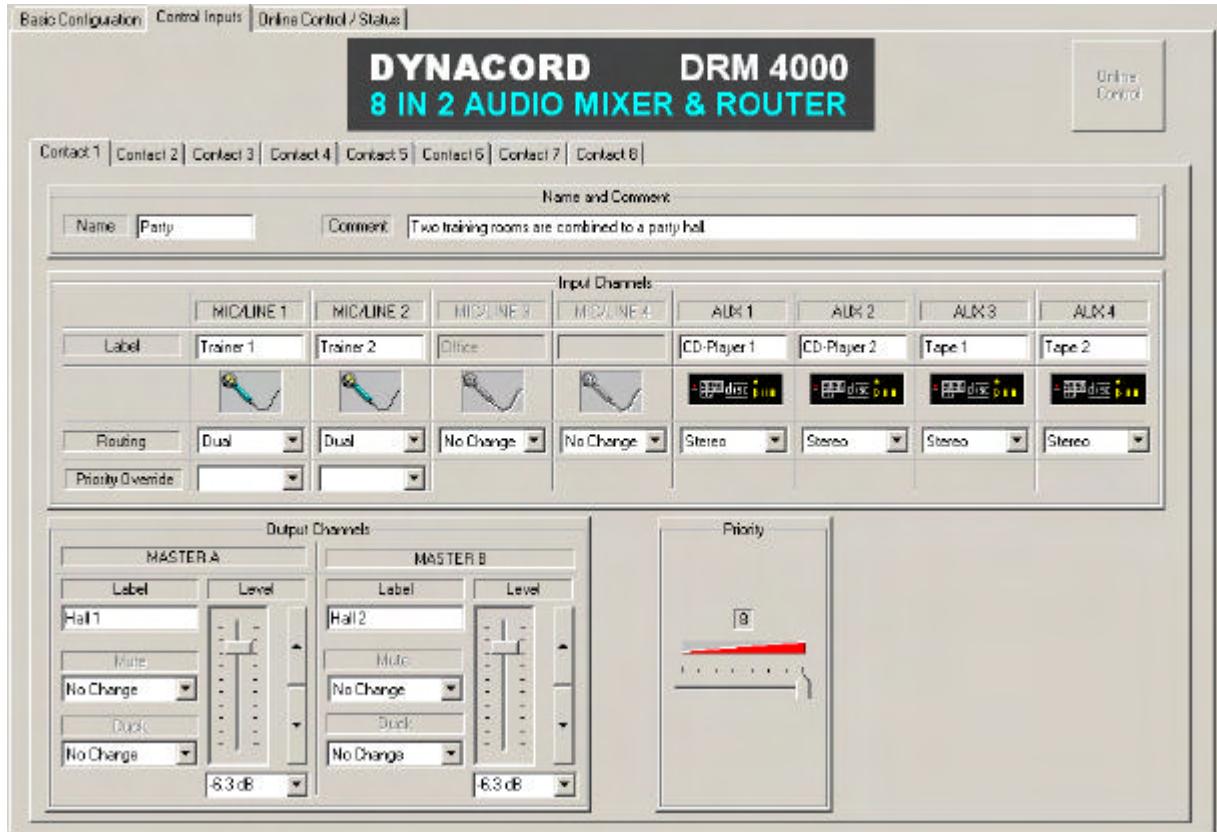 Basic Configuration Control Inputs Online Control / Status
DYNACORD DRM 4000
8 IN 2 AUDIO MIXER & ROUTER
Online
Control
Contact 1 Contact 2 Contact 3 Contact 4 Contact 5 Contact 6 Contact 7 Contact 8
Name and Comment
Name Party Comment Two training rooms are combined to a party hall.
Input Channels
MIC/LINE 1 MIC/LINE 2 MIC/LINE 3 MIC/LINE 4 AUX 1 AUX 2 AUX 3 AUX 4
Label Trainer 1 Trainer 2 Office CD-Player 1 CD-Player 2 Tape 1 Tape 2
disc disc disc disc
Routing Dual Dual No Change No Change Stereo Stereo Stereo Stereo
Priority Override
Output Channels
MASTER A MASTER B
Label Level Label Level
Hall 1 Hall 2
Mute Mute
No Change No Change
Duck Duck
No Change No Change
-6.3 dB -6.3 dB
Priority
8